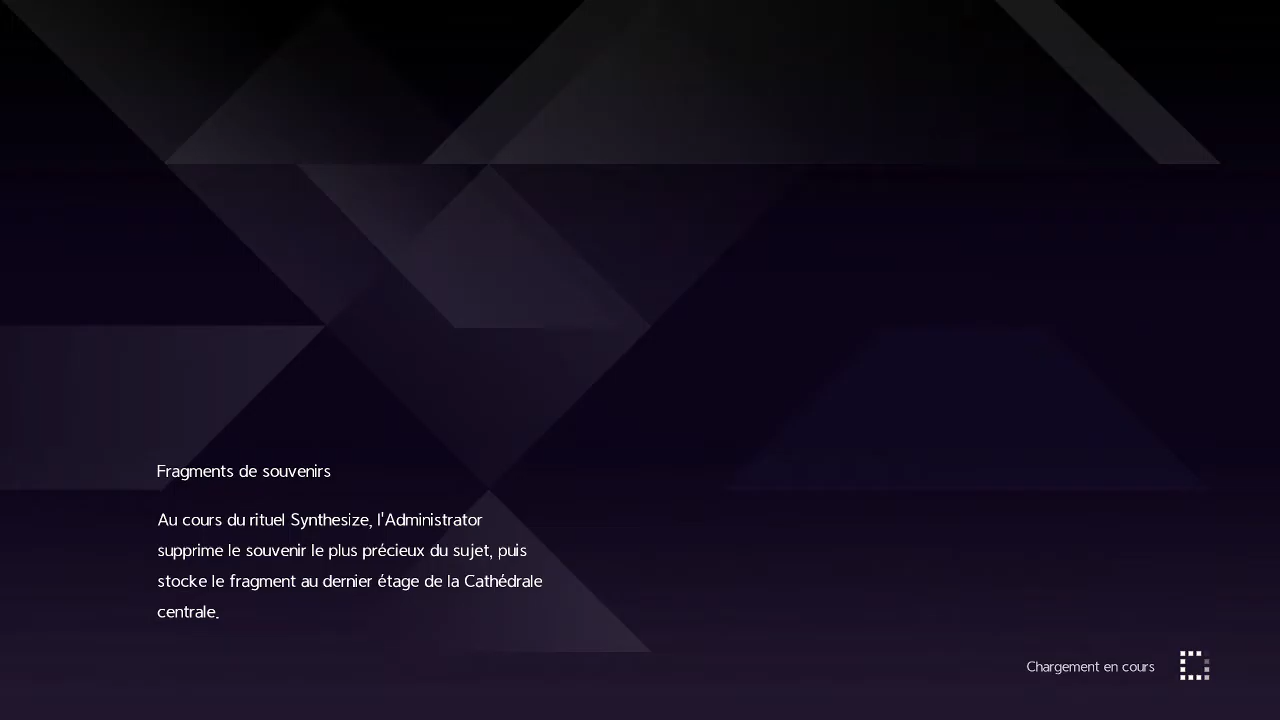 Fragments de souvenirs
Au cours du rituel Synthesize, l'Administrator
supprime le souvenir le plus précieux du sujet, puis
stocke le fragment au dernier étage de la Cathédrale
centrale.
Chargement en cours